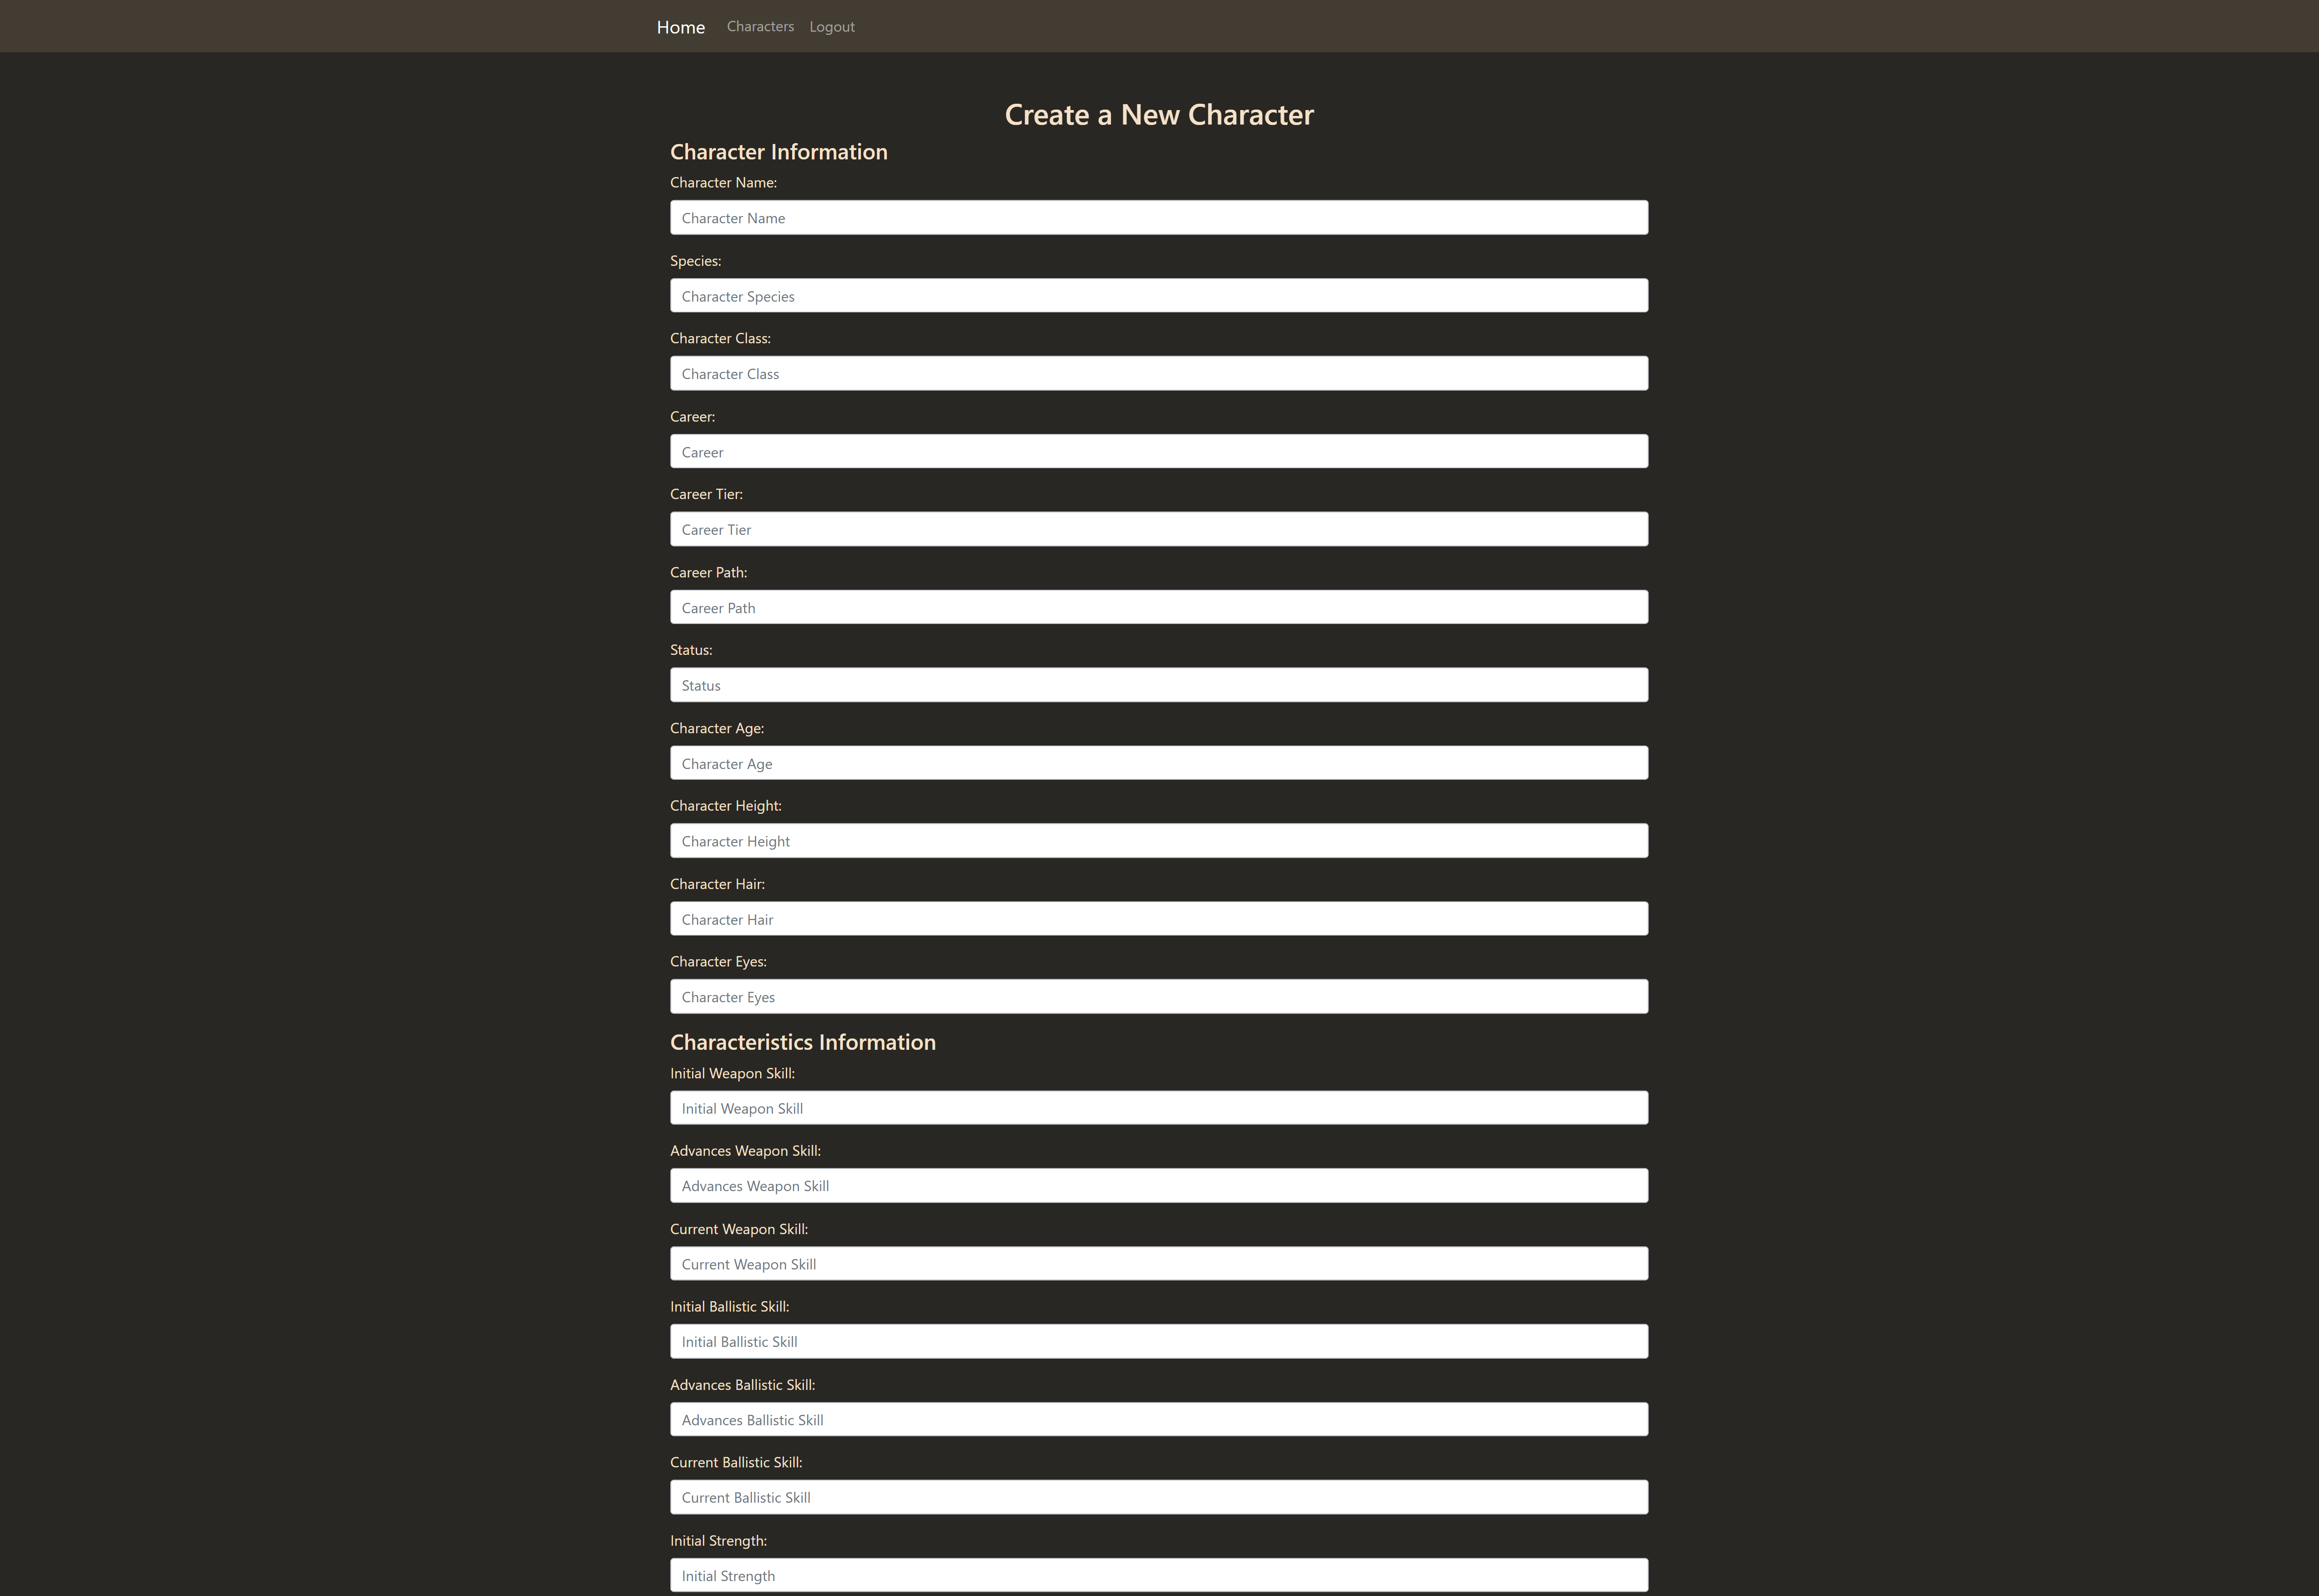 Home Characters Logout
Create a New Character
Character Information
Character Name:
Character Name
Species:
Character Species
Character Class:
Character Class
Career:
Career
Career Tier:
Career Tier
Career Path:
Career Path
Status:
Status
Character Age:
Character Age
Character Height:
Character Height
Character Hair:
Character Hair
Character Eyes:
Character Eyes
Characteristics Information
Initial Weapon Skill:
Initial Weapon Skill
Advances Weapon Skill:
Advances Weapon Skill
Current Weapon Skill:
Current Weapon Skill
Initial Ballistic Skill:
Initial Ballistic Skill
Advances Ballistic Skill:
Advances Ballistic Skill
Current Ballistic Skill:
Current Ballistic Skill
Initial Strength:
Initial Strength